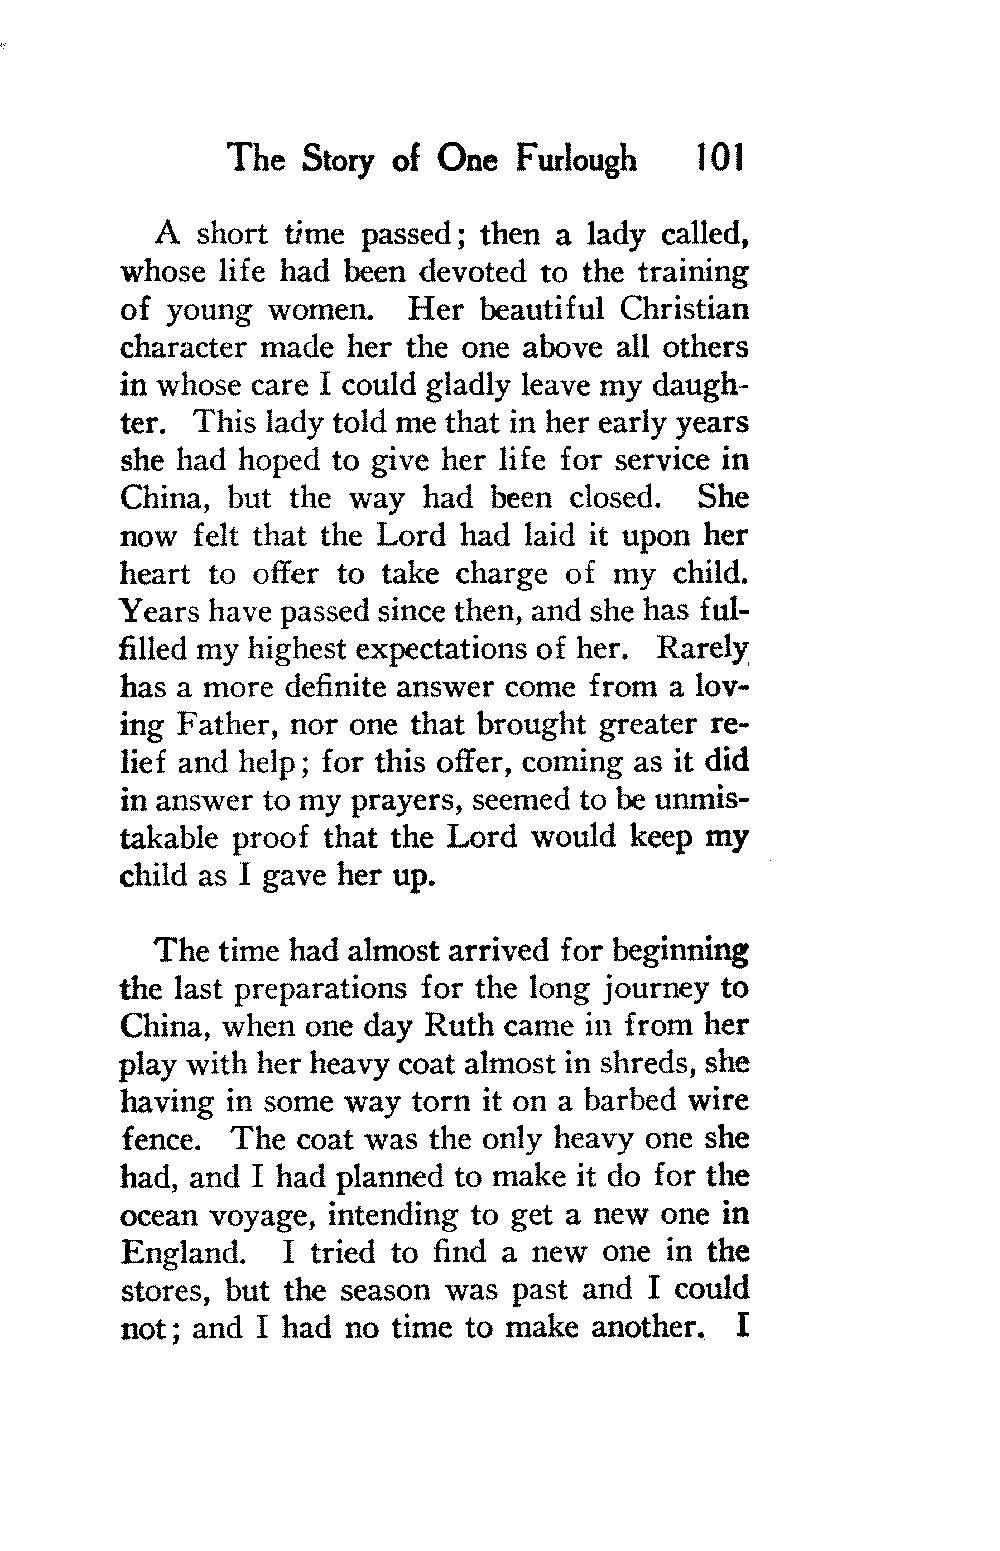 The Story of One Furlough 101
A short time passed; then a lady called,
whose life had been devoted to the training
of young women. Her beautiful Christian
character made her the one above all others
in whose care I could gladly leave my daugh-
ter. This lady told me that in her early years
she had hoped to give her life for service in
China, but the way had been closed. She
now felt that the Lord had laid it upon her
heart to offer to take charge of my child.
Years have passed since then, and she has ful-
filled my highest expectations of her. Rarely
has a more definite answer come from a lov-
ing Father, nor one that brought greater re-
lief and help; for this offer, coming as it did
in answer to my prayers, seemed to be unmis-
takable proof that the Lord would keep my
child as I gave her up.
The time had almost arrived for beginning
the last preparations for the long journey to
China, when one day Ruth came in from her
play with her heavy coat almost in shreds, she
having in some way torn it on a barbed wire
fence. The coat was the only heavy one she
had, and I had planned to make it do for the
ocean voyage, intending to get a new one in
England. I tried to find a new one in the
stores, but the season was past and I could
not; and I had no time to make another. I